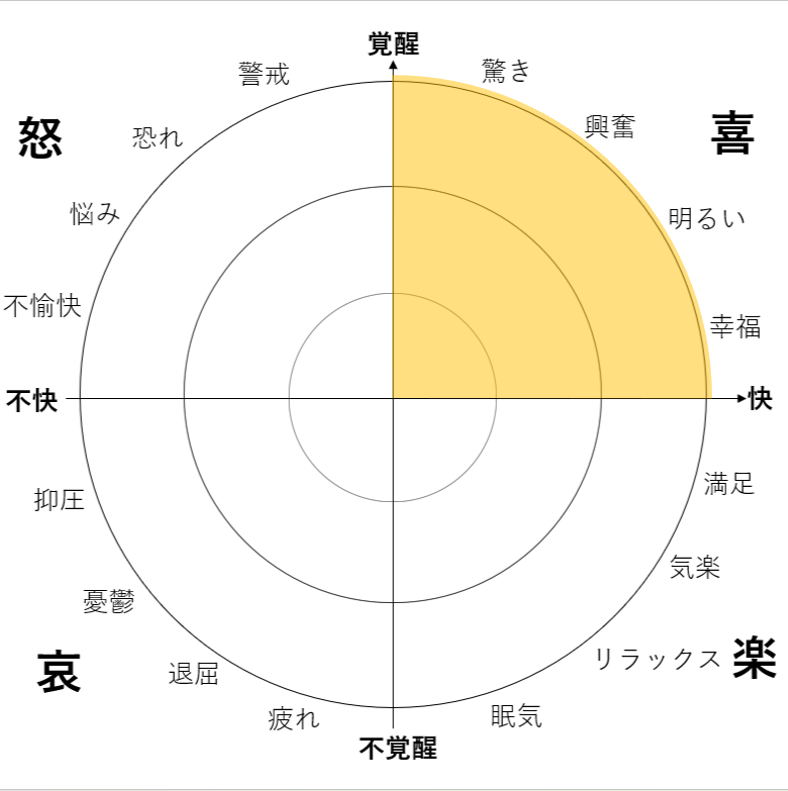 覚醒
警戒
驚き
怒
恐れ
興奮
喜
悩み
明るい
不愉快
幸福
不快
快
抑圧
満足
憂鬱
気楽
哀
退屈
リラックス
楽
疲れ
眠気
不覚醒